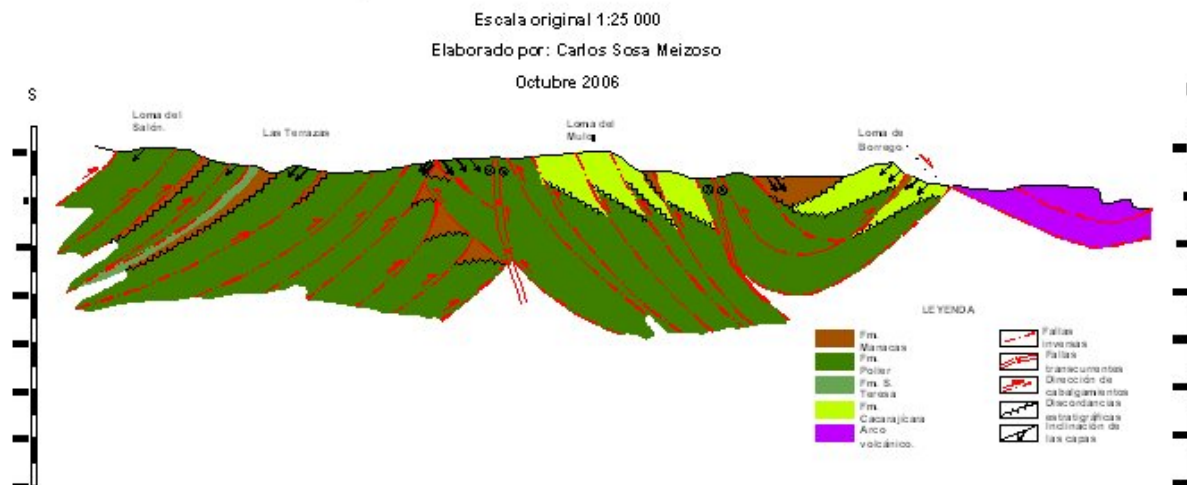 Escala original 1:25 000
Elaborado por: Carlos Sosa Meizoso
Octubre 2006
S
Loma del
Salón.
Las Terrazas
Loma del
Mulo
Loma de
Borrego.
LEYENDA
Fm.
Manacas
Fm.
Polier
Fm. S.
Teresa
Fm.
Cacarajícara
Arco
volcánico.
Fallas
inversas
Fallas
transcurrentes
Dirección de
cabalgamientos
Discordancias
estratigráficas
Inclinación de
las capas